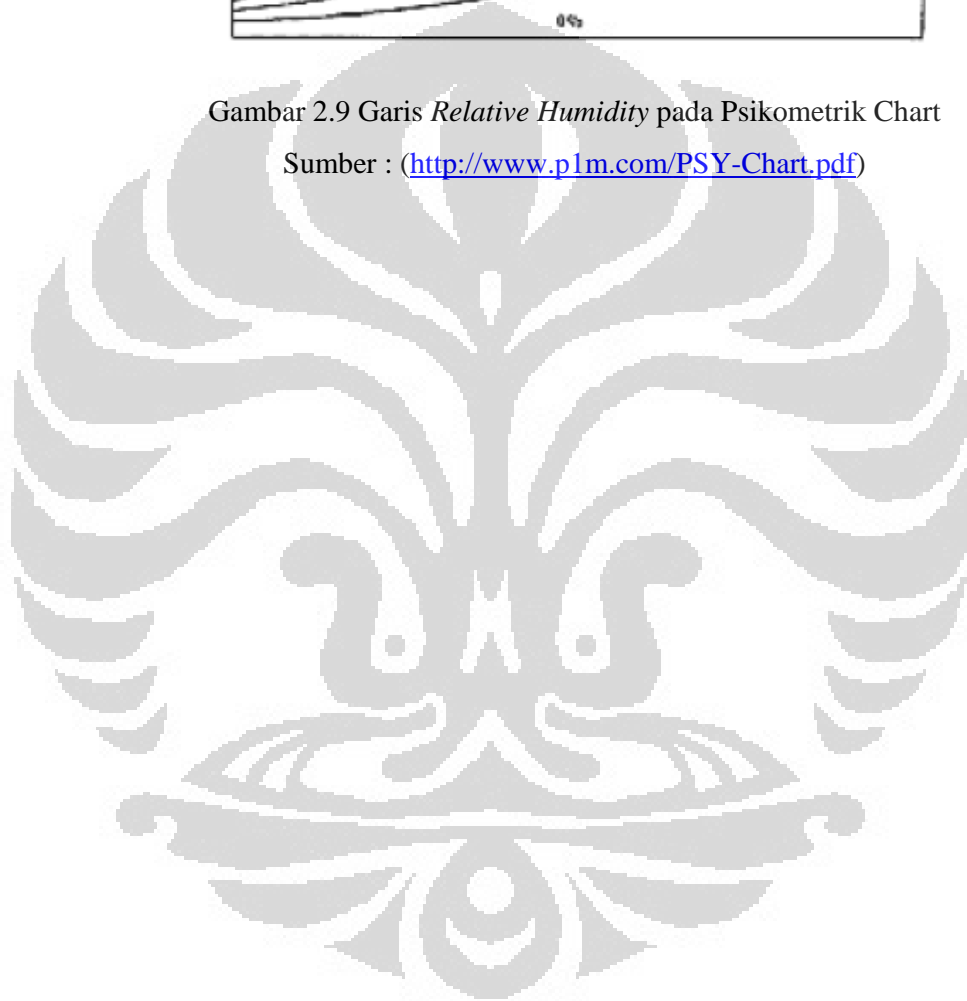 0%
Gambar 2.9 Garis Relative Humidity pada Psikometrik Chart
Sumber : (http://www.p1m.com/PSY-Chart.pdf)